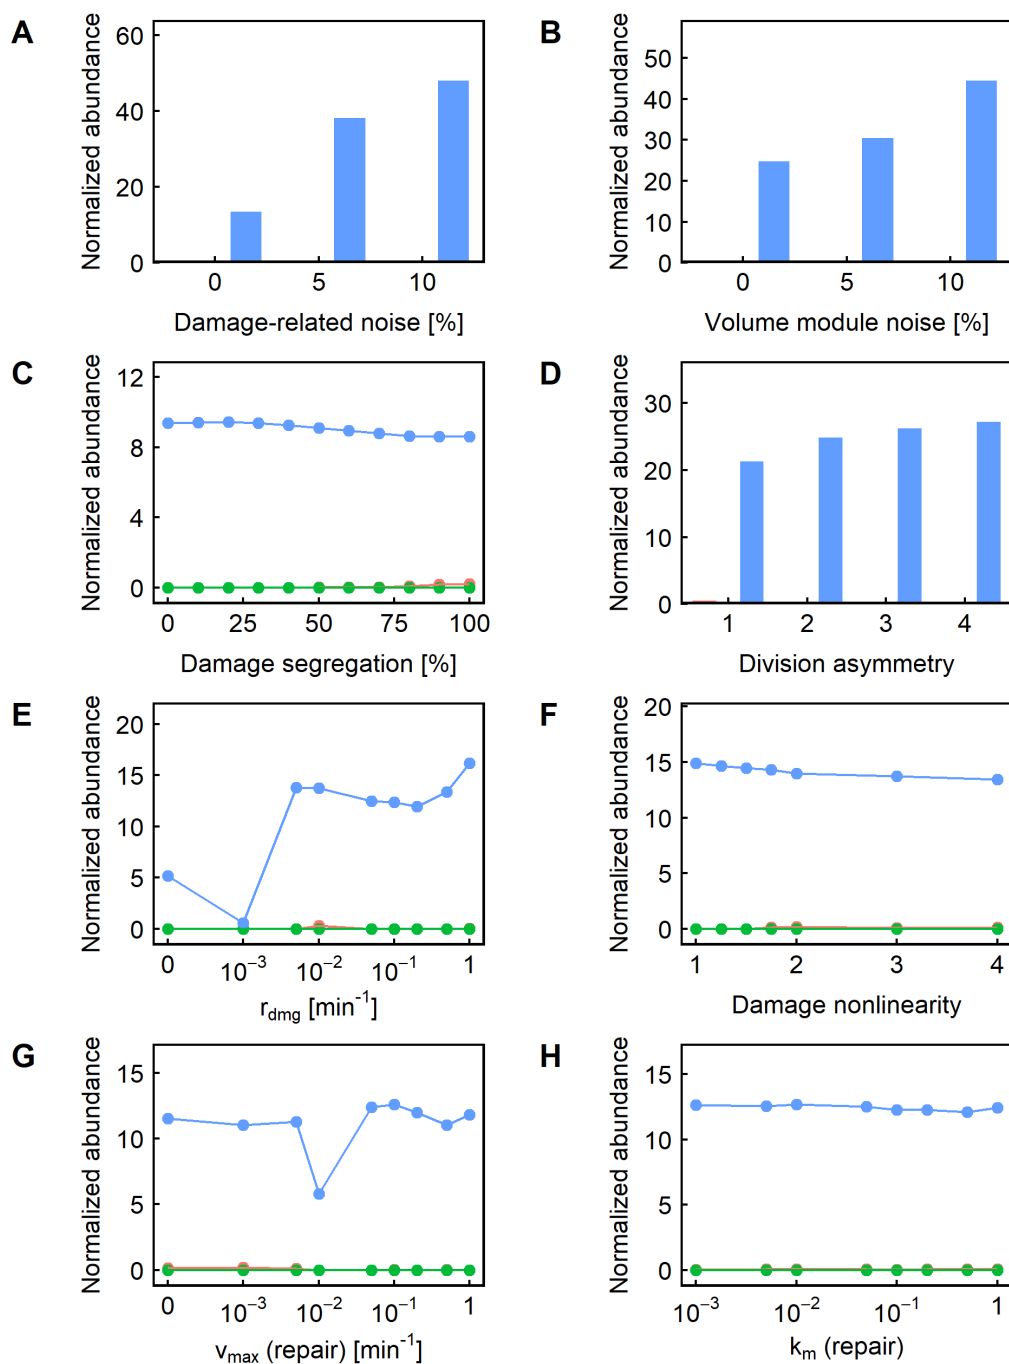 A
Normalized abundance
60
40
20
0
0
5
10
Damage-related noise [%]
B
Normalized abundance
50
40
30
20
10
0
0
5
10
Volume module noise [%]
C
Normalized abundance
12
8
4
0
0
25
50
75
100
Damage segregation [%]
D
Normalized abundance
30
20
10
0
1
2
3
4
Division asymmetry
E
Normalized abundance
20
15
10
5
0
0
10⁻³
10⁻²
10⁻¹
1
r_dmg [min⁻¹]
F
Normalized abundance
20
15
10
5
0
1
2
3
4
Damage nonlinearity
G
Normalized abundance
15
10
5
0
0
10⁻³
10⁻²
10⁻¹
1
v_max (repair) [min⁻¹]
H
Normalized abundance
15
10
5
0
10⁻³
10⁻²
10⁻¹
1
k_m (repair)